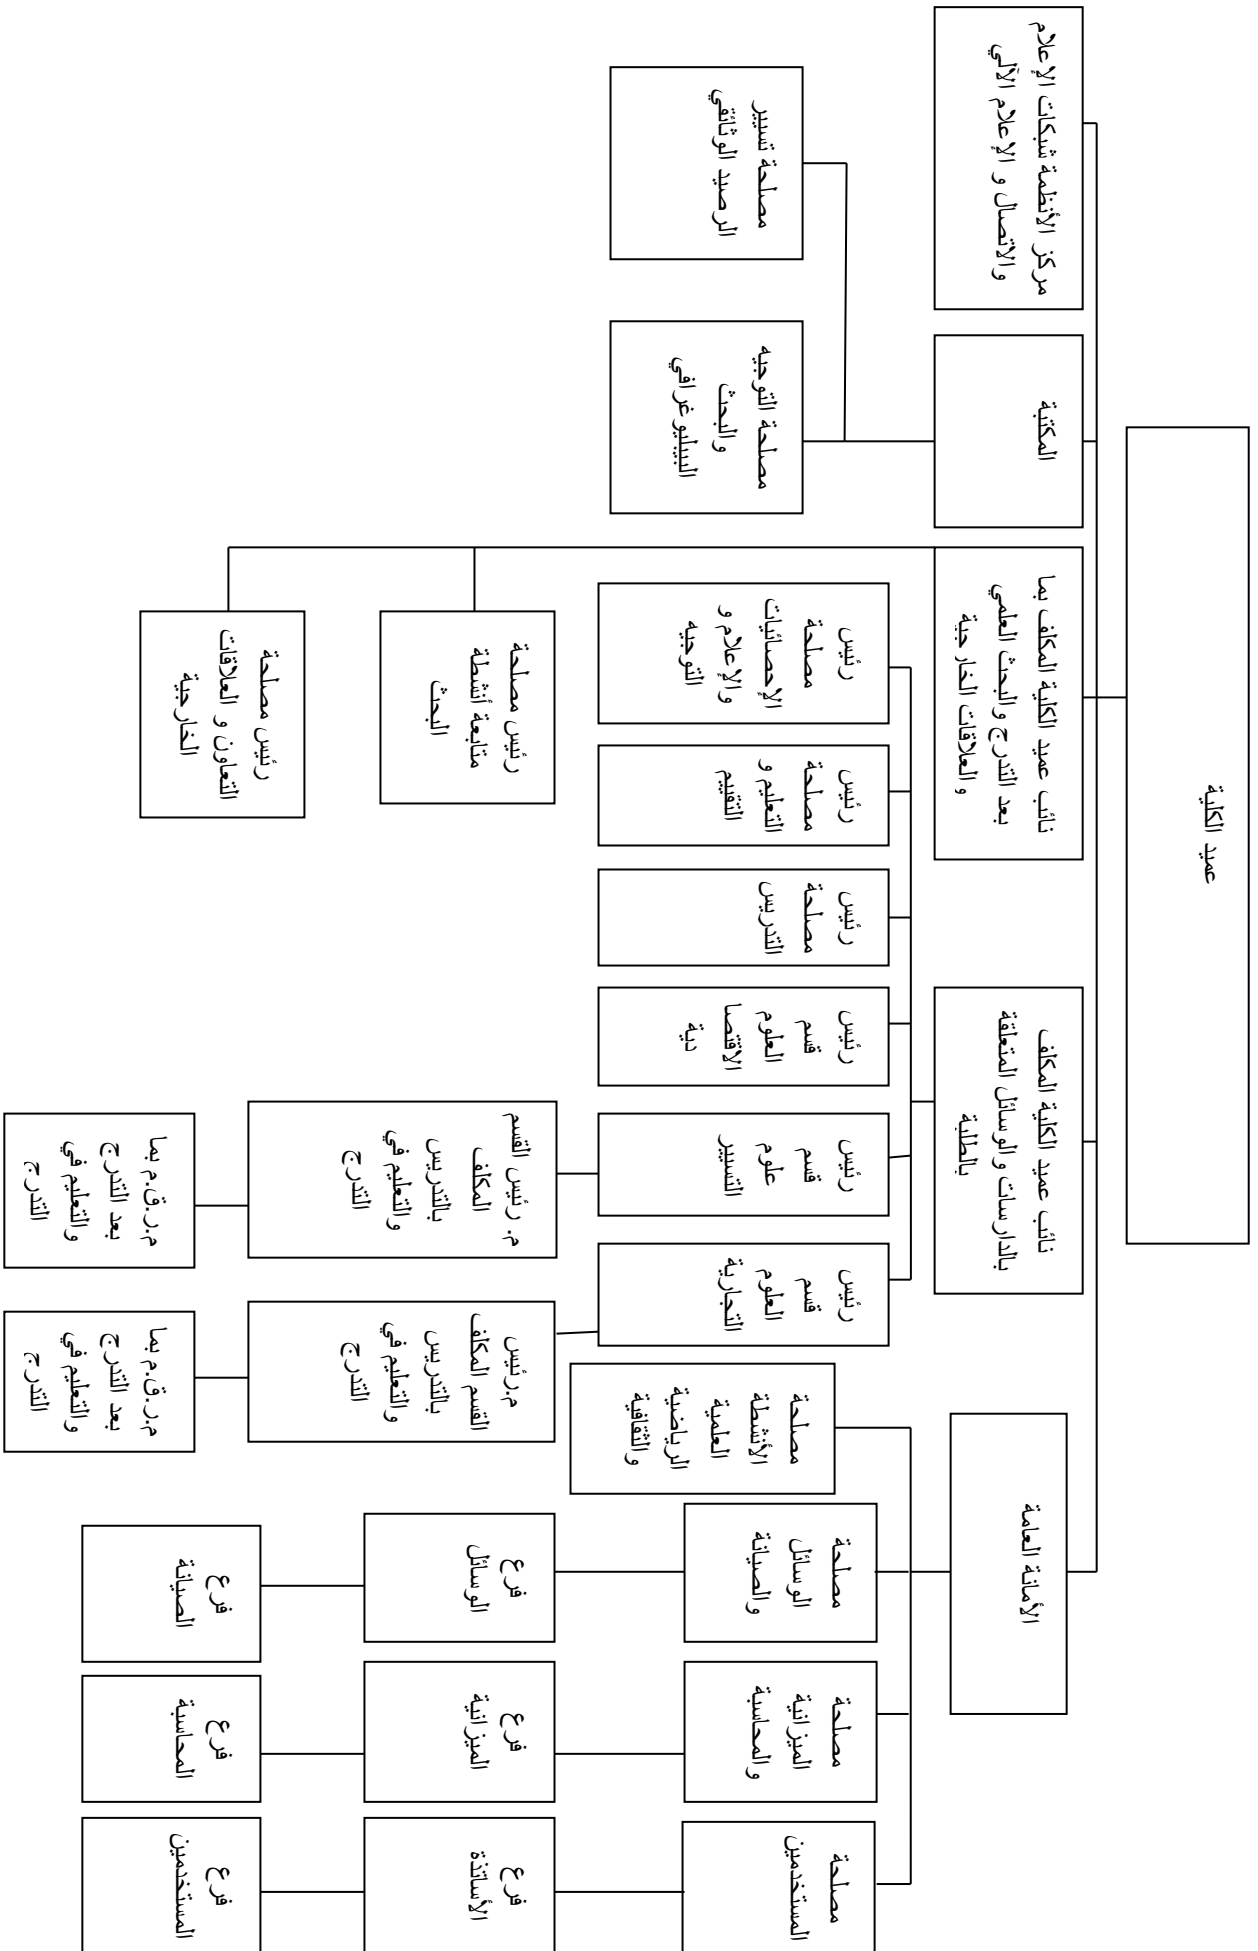 عميد الكلية
مركز الأنظمة شبكات الإعلام
والاتصال و الإعلام الآلي
المكتبة
نائب عميد الكلية المكلف بما
بعد التدرج والبحث العلمي
و العلاقات الخارجية
نائب عميد الكلية المكلف
بالدارسات والوسائل المتعلقة
بالطلبة
الأمانة العامة
مصلحة تسيير
الرصيد الوثائقي
مصلحة التوجيه
والبحث
البيليوغرافي
رئيس
مصلحة
الإحصائيات
والإعلام و
التوجيه
رئيس
مصلحة
التعليم و
التقييم
رئيس
مصلحة
التدريس
رئيس
قسم
العلوم
الاقتصا
دية
رئيس
قسم
علوم
التسيير
رئيس
قسم
العلوم
التجارية
مصلحة
الأنشطة
العلمية
الرياضية
والثقافية
مصلحة
الوسائل
والصيانة
مصلحة
الميزانية
والمحاسبة
مصلحة
المستخدمين
رئيس مصلحة
متابعة أنشطة
البحث
رئيس مصلحة
التعاون و العلاقات
الخارجية
م. رئيس القسم
المكلف
بالتدريس
والتعليم في
التدرج
م.رئيس
القسم المكلف
بالتدريس
والتعليم في
التدرج
فرع
الوسائل
فرع
الميزانية
فرع
الأساتذة
م.ر.ق.م بما
بعد التدرج
والتعليم في
التدرج
م.ر.ق.م بما
بعد التدرج
والتعليم في
التدرج
فرع
الصيانة
فرع
المحاسبة
فرع
المستخدمين